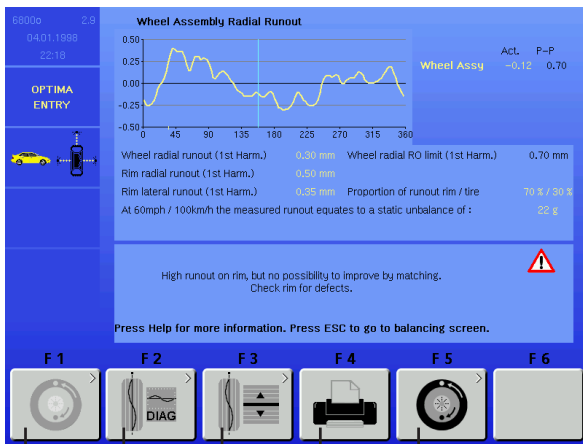 6800o 2.9
04.01.1998
22:18
OPTIMA
ENTRY
Wheel Assembly Radial Runout
0.50
0.25
0.00
-0.25
-0.50
0 45 90 135 180 225 270 315 360
Act. P-P
Wheel Assy -0.12 0.70
Wheel radial runout (1st Harm.) 0.30 mm Wheel radial RO limit (1st Harm.) 0.70 mm
Rim radial runout (1st Harm.) 0.50 mm
Rim lateral runout (1st Harm.) 0.35 mm Proportion of runout rim / tire 70 % / 30 %
At 60mph / 100km/h the measured runout equates to a static unbalance of : 22 g
High runout on rim, but no possibility to improve by matching.
Check rim for defects.
Press Help for more information. Press ESC to go to balancing screen.
F 1 F 2 F 3 F 4 F 5 F 6
DIAG